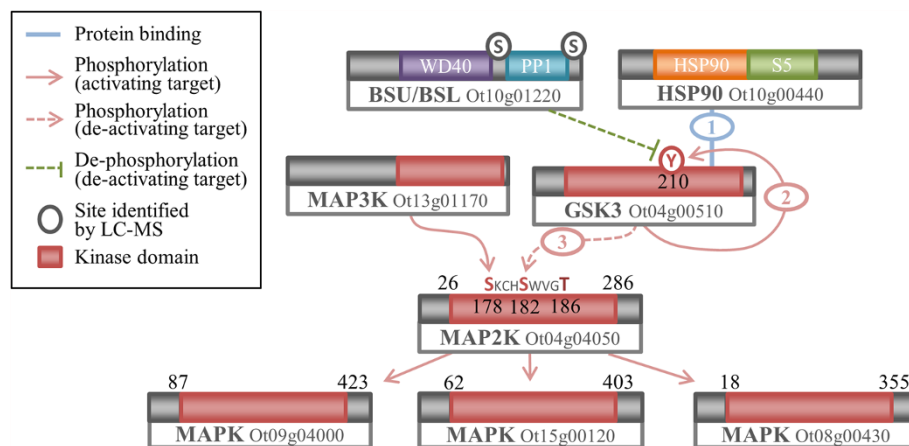 Protein binding
Phosphorylation
(activating target)
Phosphorylation
(de-activating target)
De-phosphorylation
(de-activating target)
Site identified
by LC-MS
Kinase domain
S S
WD40 PP1
BSU/BSL Ot10g01220
HSP90 S5
HSP90 Ot10g00440
1
Y
210
GSK3 Ot04g00510
2
3
MAP3K Ot13g01170
26 SKCHSWVGT 286
178 182 186
MAP2K Ot04g04050
87 423
MAPK Ot09g04000
62 403
MAPK Ot15g00120
18 355
MAPK Ot08g00430